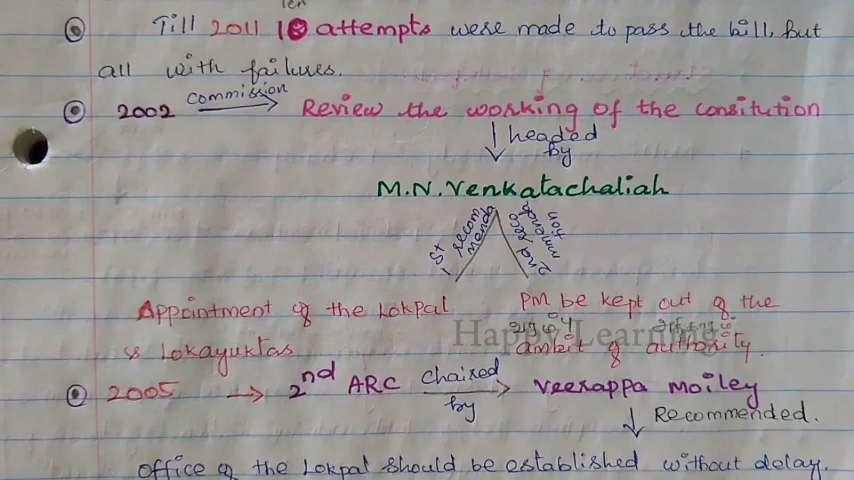 ten
Till 2011 10 attempts were made to pass the bill, but
all with failures.
2002 commission Review the working of the consitution
headed
by
M.N. Venkatachaliah
1st recommenda
2nd recommendation
Appointment of the Lokpal
& Lokayuktas
PM be kept out of the
ambit of authority.
Happy Learning
2005 → 2nd ARC chaired by Veerappa Moiley
Recommended.
office of the Lokpal should be established without delay.